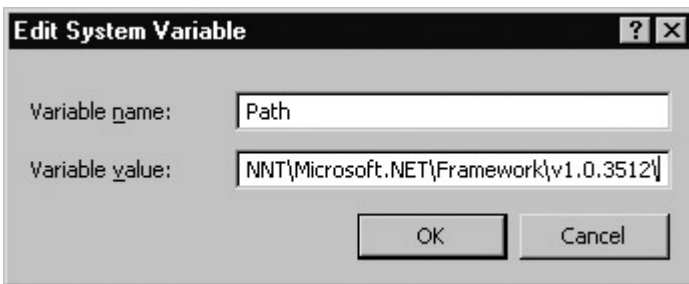 Edit System Variable
Variable name: Path
Variable value: NNT\Microsoft.NET\Framework\v1.0.3512\
OK Cancel